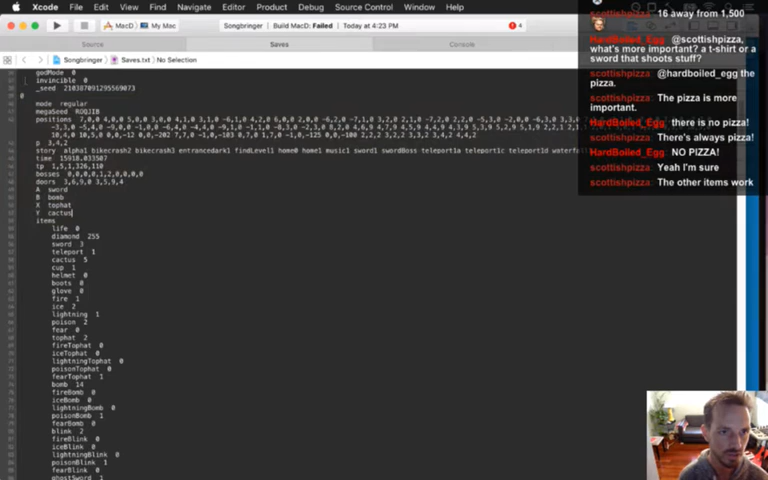 Xcode File Edit View Find Navigate Editor Product Debug Source Control Window Help
MacD My Mac
Songbringer Build MacD: Failed Today at 4:23 PM
4
Source Saves Console
Songbringer Saves.txt No Selection
godMode 0
invincible 0
_seed 210387091295569073
mode regular
megaSeed ROQJIB
positions
p 3,4,2
story alpha1 bikecrash2 bikecrash3 entrancedark1 findLevel1 home0 home1 music1 sword1 swordBoss teleport1a teleport1c teleport1d
time 15918.033507
tp 1,5,1,326,110
bosses 0,0,0,0,1,2,0,0,0,0
doors 3,6,9,0 3,5,9,4
A sword
B bomb
X tophat
Y cactus
items
life 0
diamond 255
sword 3
teleport 1
cactus 5
cup 1
helmet 0
boots 0
glove 0
fire 1
ice 2
lightning 1
poison 2
fear 0
tophat 2
fireTophat 0
iceTophat 0
lightningTophat 0
poisonTophat 0
fearTophat 1
bomb 14
fireBomb 0
iceBomb 0
lightningBomb 0
poisonBomb 1
fearBomb 0
blink 2
fireBlink 0
iceBlink 0
lightningBlink 0
poisonBlink 1
fearBlink 0
ghostSword 1
scottishpizza 16 away from 1,500
HardBoiled_Egg @scottishpizza,
what's more important? a t-shirt or a
sword that shoots stuff?
scottishpizza @hardboiled_egg the
pizza.
scottishpizza The pizza is more
important.
HardBoiled_Egg there is no pizza!
scottishpizza There's always pizza!
HardBoiled_Egg NO PIZZA!
scottishpizza Yeah I'm sure
scottishpizza The other items work